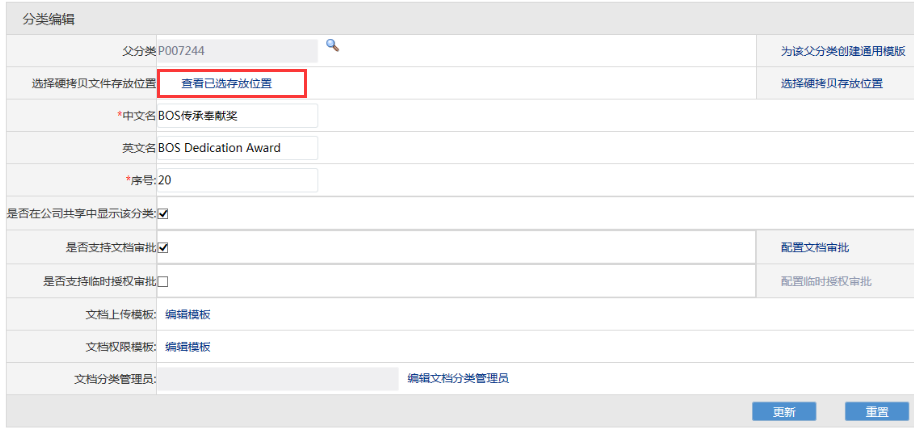 分类编辑
父分类 P007244 为该父分类创建通用模版
选择硬拷贝文件存放位置 查看已选存放位置 选择硬拷贝存放位置
*中文名 BOS传承奉献奖
英文名 BOS Dedication Award
*序号: 20
是否在公司共享中显示该分类:
是否支持文档审批 配置文档审批
是否支持临时授权审批 配置临时授权审批
文档上传模板: 编辑模板
文档权限模板: 编辑模板
文档分类管理员: 编辑文档分类管理员
更新 重置